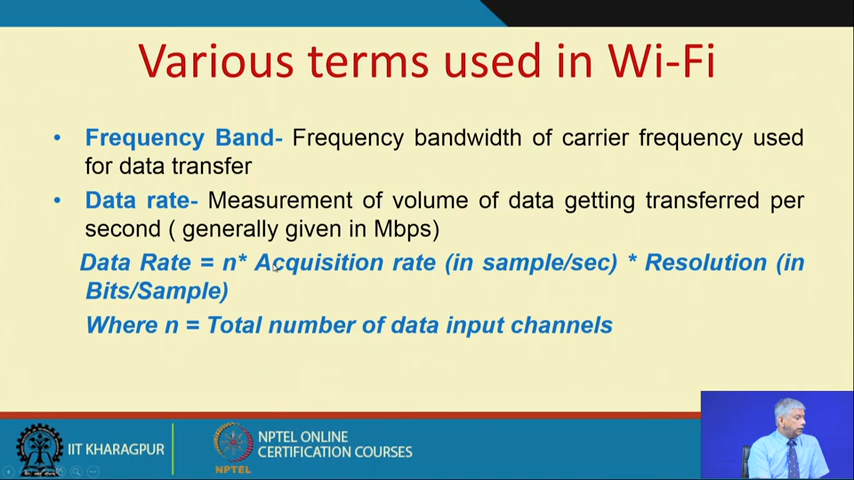 Various terms used in Wi-Fi
• Frequency Band- Frequency bandwidth of carrier frequency used
for data transfer
• Data rate- Measurement of volume of data getting transferred per
second ( generally given in Mbps)
Data Rate = n* Acquisition rate (in sample/sec) * Resolution (in
Bits/Sample)
Where n = Total number of data input channels
IIT KHARAGPUR
NPTEL
NPTEL ONLINE
CERTIFICATION COURSES